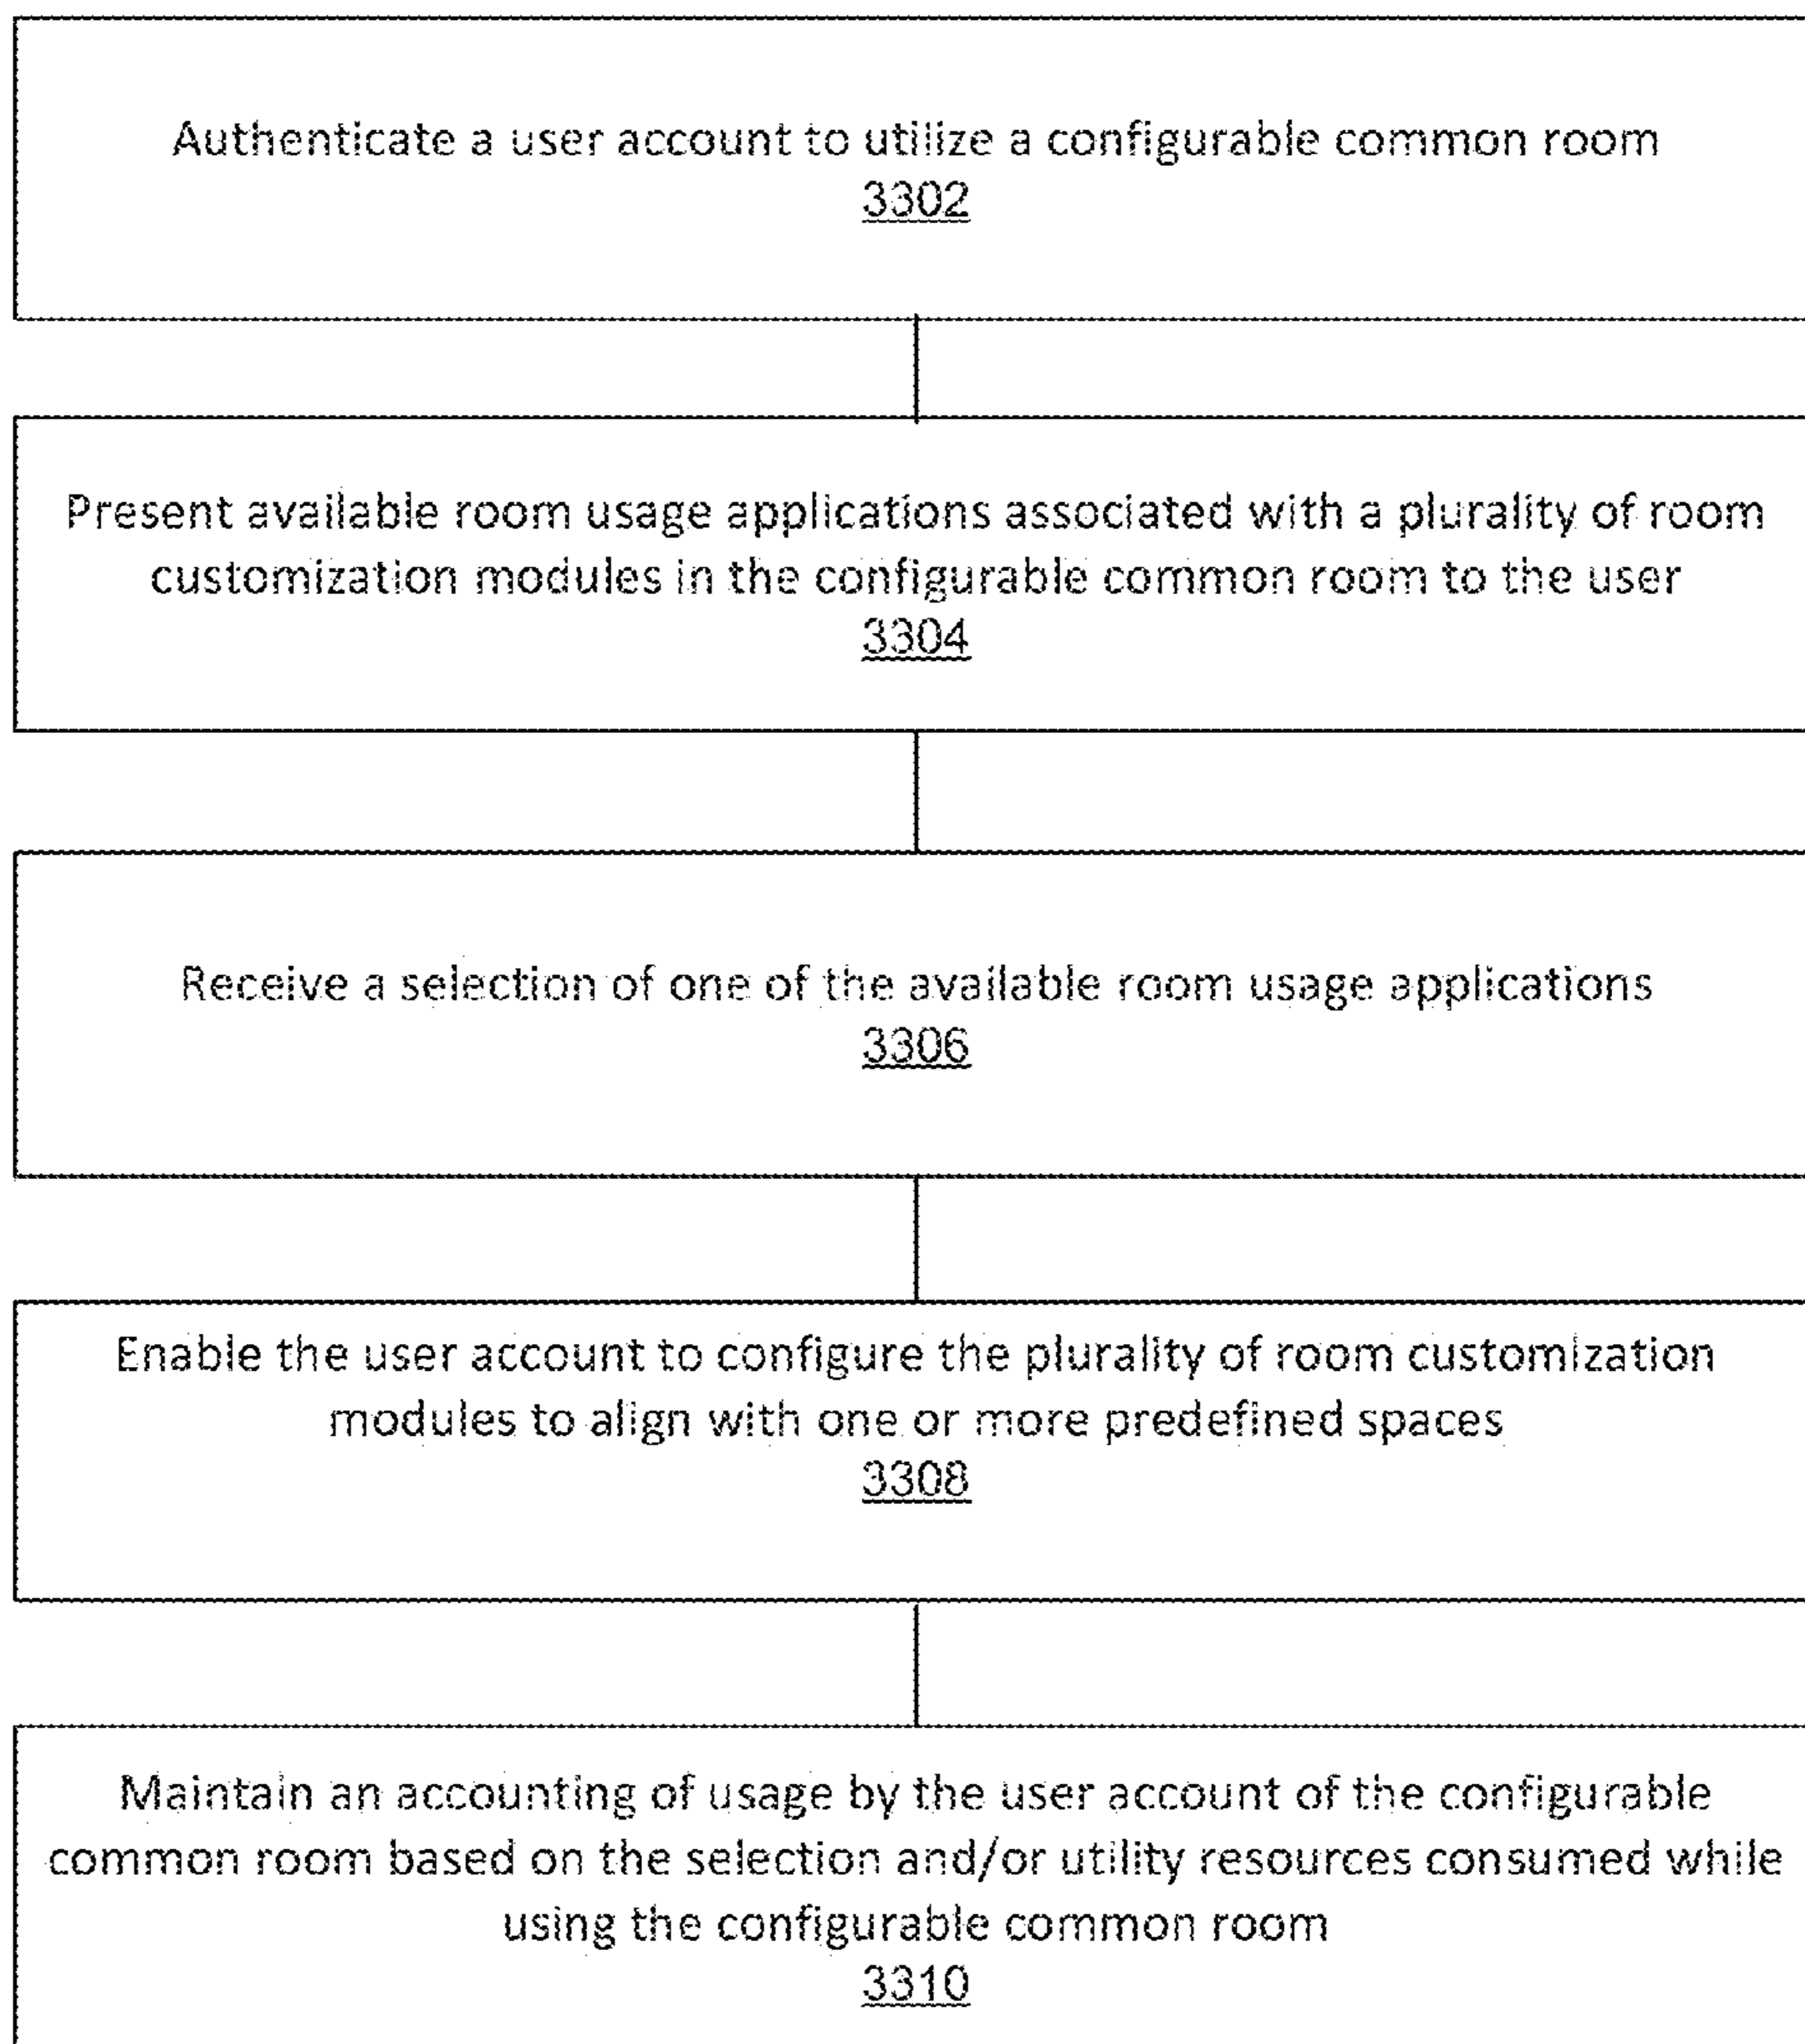 Authenticate a user account to utilize a configurable common room
3302
Present available room usage applications associated with a plurality of room
customization modules in the configurable common room to the user
3304
Receive a selection of one of the available room usage applications
3306
Enable the user account to configure the plurality of room customization
modules to align with one or more predefined spaces
3308
Maintain an accounting of usage by the user account of the configurable
common room based on the selection and/or utility resources consumed while
using the configurable common room
3310